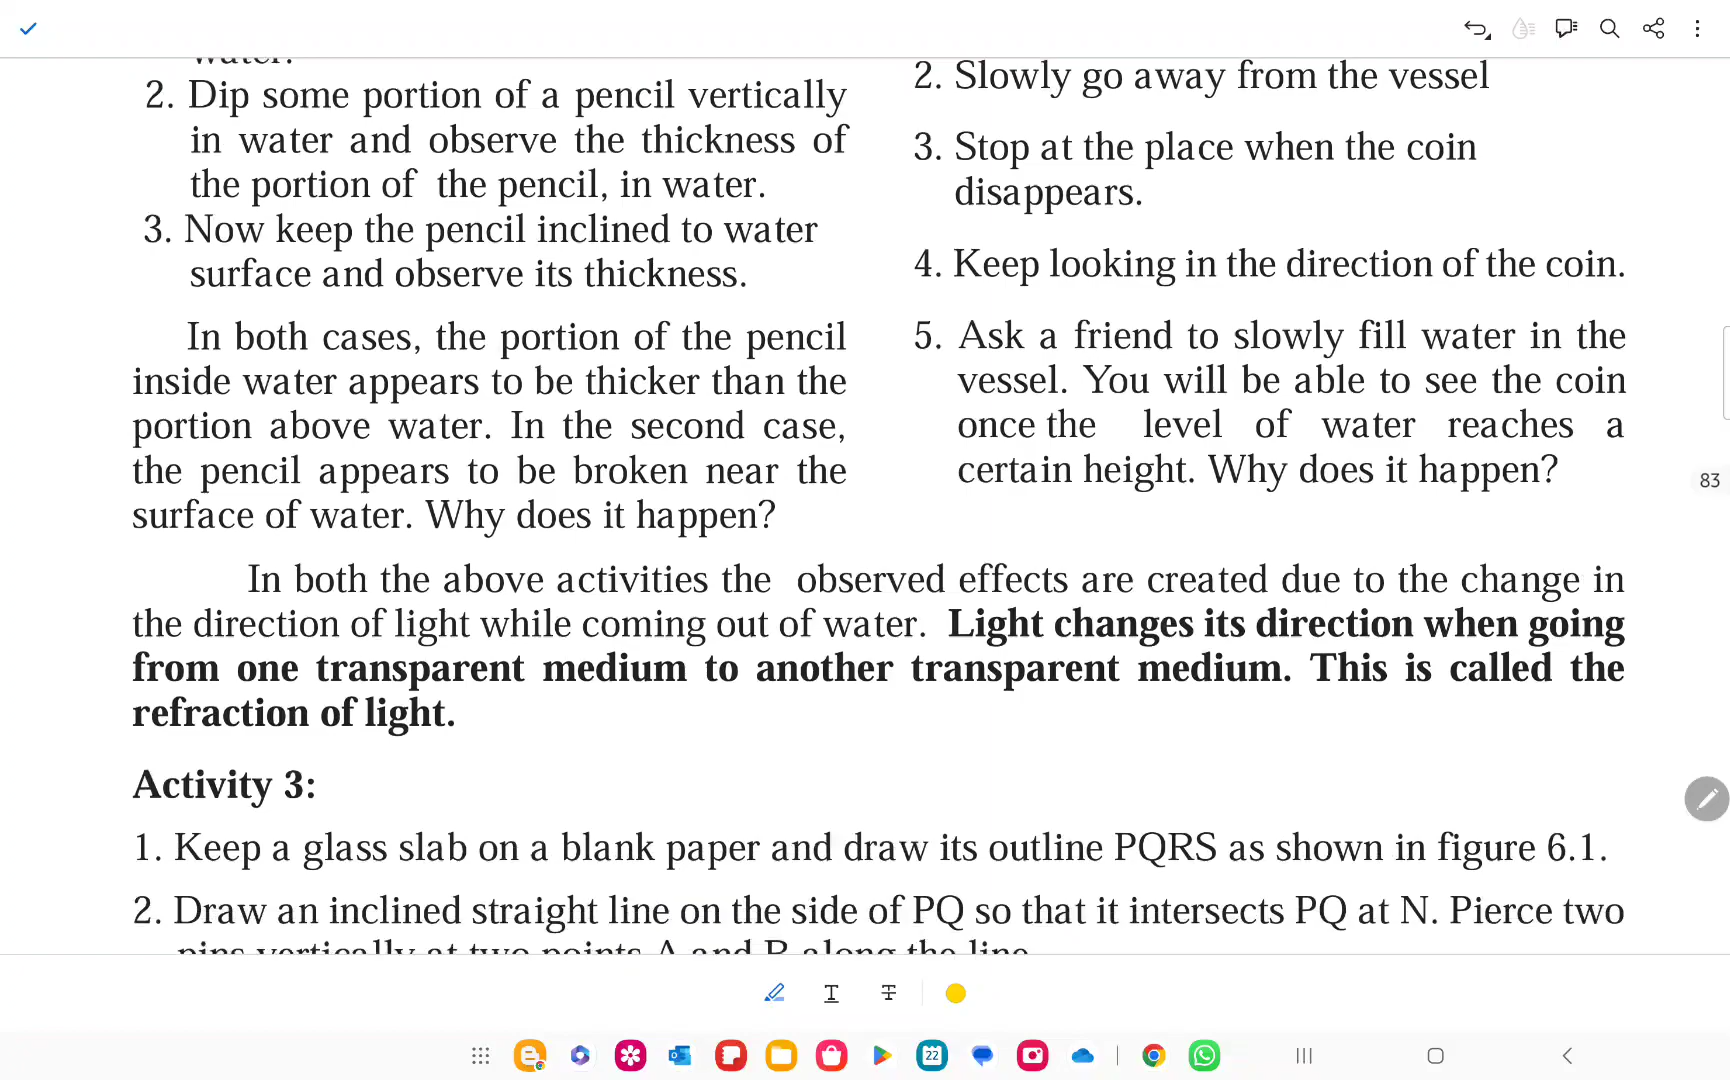 water.
2. Dip some portion of a pencil vertically
in water and observe the thickness of
the portion of the pencil, in water.
3. Now keep the pencil inclined to water
surface and observe its thickness.
In both cases, the portion of the pencil
inside water appears to be thicker than the
portion above water. In the second case,
the pencil appears to be broken near the
surface of water. Why does it happen?
2. Slowly go away from the vessel
3. Stop at the place when the coin
disappears.
4. Keep looking in the direction of the coin.
5. Ask a friend to slowly fill water in the
vessel. You will be able to see the coin
once the level of water reaches a
certain height. Why does it happen?
83
In both the above activities the observed effects are created due to the change in
the direction of light while coming out of water. Light changes its direction when going
from one transparent medium to another transparent medium. This is called the
refraction of light.
Activity 3:
1. Keep a glass slab on a blank paper and draw its outline PQRS as shown in figure 6.1.
2. Draw an inclined straight line on the side of PQ so that it intersects PQ at N. Pierce two
pins vertically at two points A and B along the line.
22